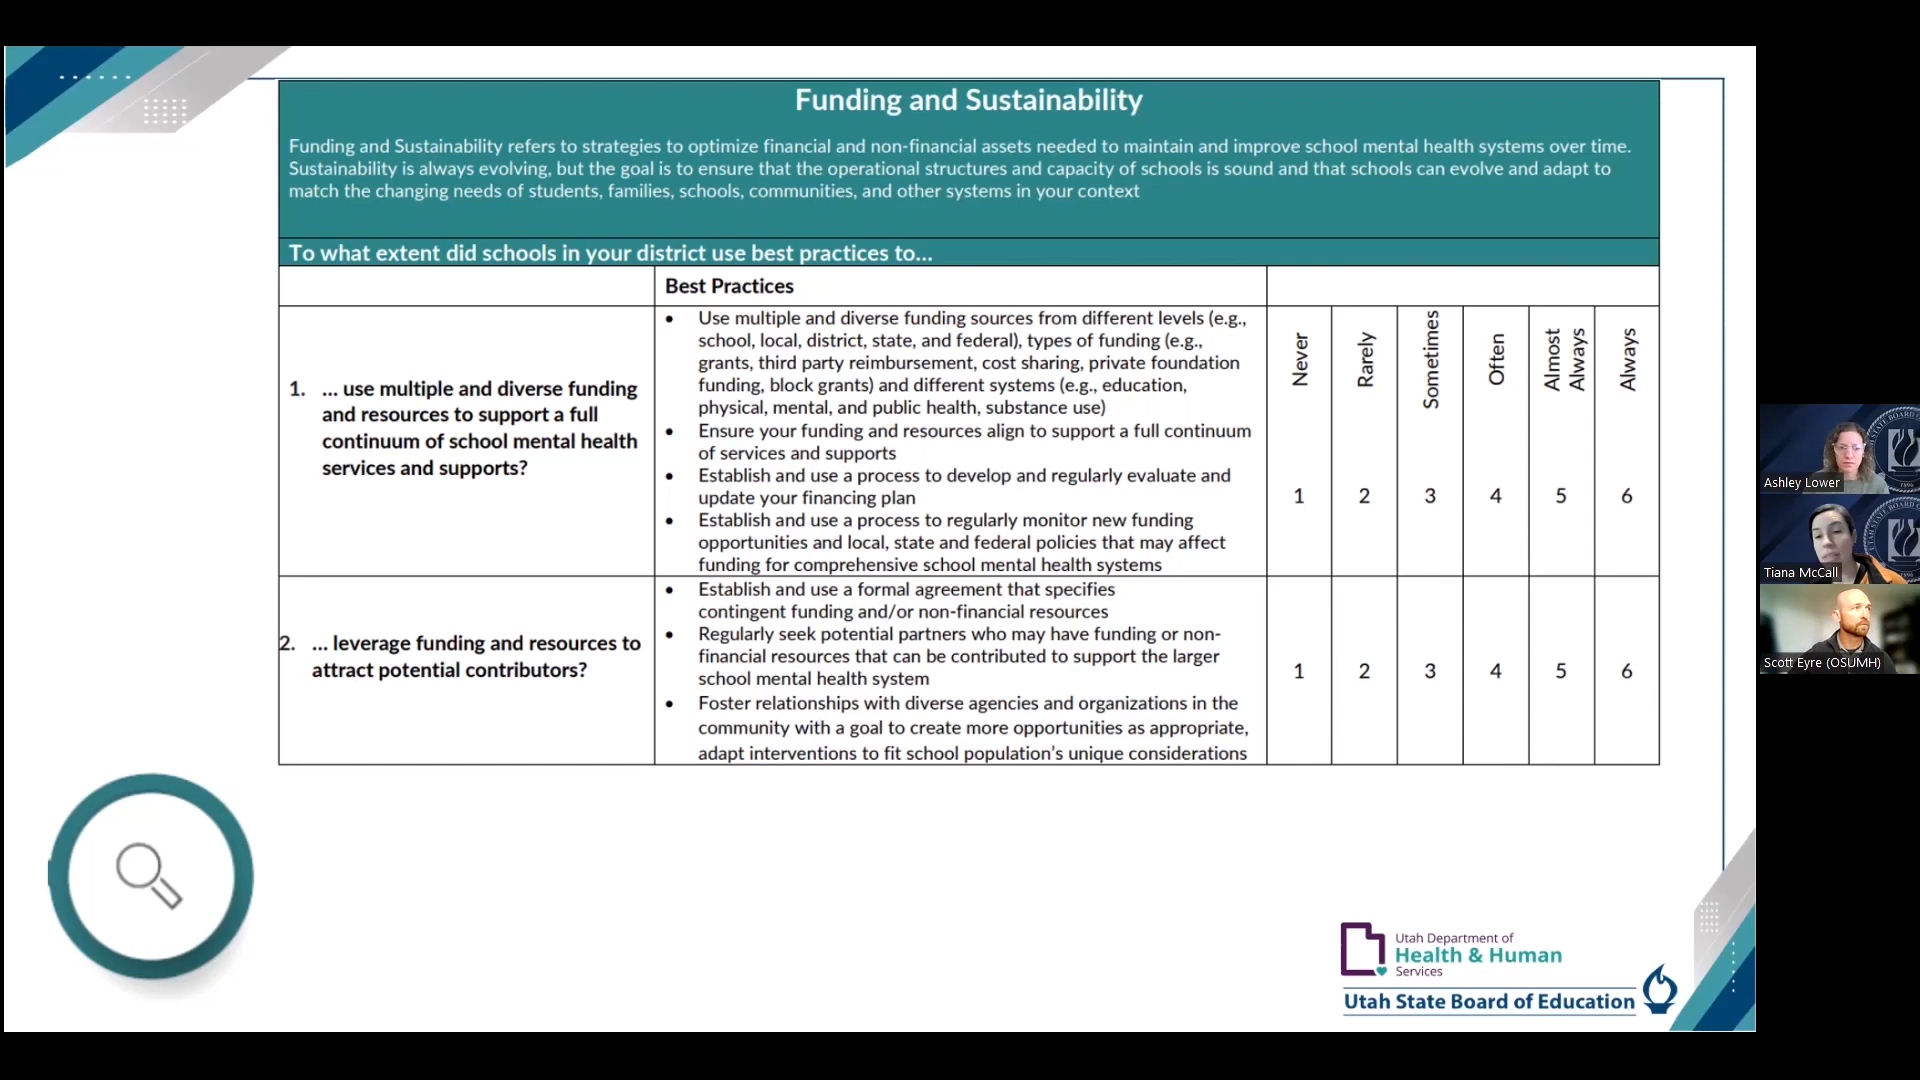 Funding and Sustainability
Funding and Sustainability refers to strategies to optimize financial and non-financial assets needed to maintain and improve school mental health systems over time.
Sustainability is always evolving, but the goal is to ensure that the operational structures and capacity of schools is sound and that schools can evolve and adapt to
match the changing needs of students, families, schools, communities, and other systems in your context
To what extent did schools in your district use best practices to...
Best Practices
1. ... use multiple and diverse funding
and resources to support a full
continuum of school mental health
services and supports?
• Use multiple and diverse funding sources from different levels (e.g.,
school, local, district, state, and federal), types of funding (e.g.,
grants, third party reimbursement, cost sharing, private foundation
funding, block grants) and different systems (e.g., education,
physical, mental, and public health, substance use)
• Ensure your funding and resources align to support a full continuum
of services and supports
• Establish and use a process to develop and regularly evaluate and
update your financing plan
• Establish and use a process to regularly monitor new funding
opportunities and local, state and federal policies that may affect
funding for comprehensive school mental health systems
Never
Rarely
Sometimes
Often
Almost
Always
Always
1 2 3 4 5 6
2. ... leverage funding and resources to
attract potential contributors?
• Establish and use a formal agreement that specifies
contingent funding and/or non-financial resources
• Regularly seek potential partners who may have funding or non-
financial resources that can be contributed to support the larger
school mental health system
• Foster relationships with diverse agencies and organizations in the
community with a goal to create more opportunities as appropriate,
adapt interventions to fit school population's unique considerations
1 2 3 4 5 6
Utah Department of
Health & Human
Services
Utah State Board of Education
Ashley Lower
Tiana McCall
Scott Eyre (OSUMH)